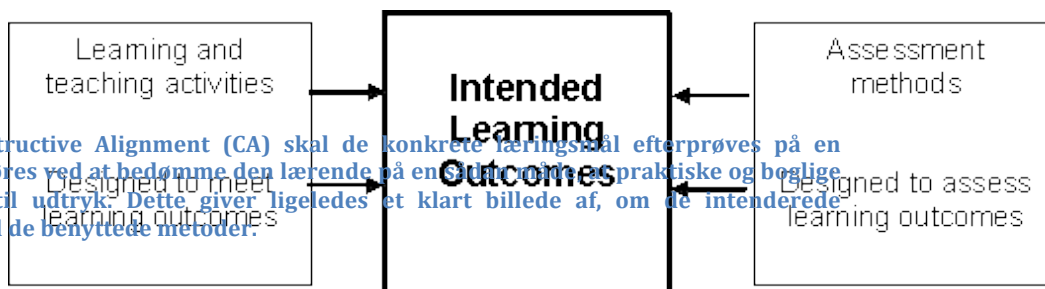 Learning and
teaching activities
Designed to meet
learning outcomes
Intended
Learning
Outcomes
Assessment
methods
Designed to assess
learning outcomes
tructive Alignment (CA) skal de konkrete læringsmål efterprøves på en
res ved at bedømme den lærende på en sådan måde, at praktiske og boglige
til udtryk. Dette giver ligeledes et klart billede af, om de intenderede
de benyttede metoder.